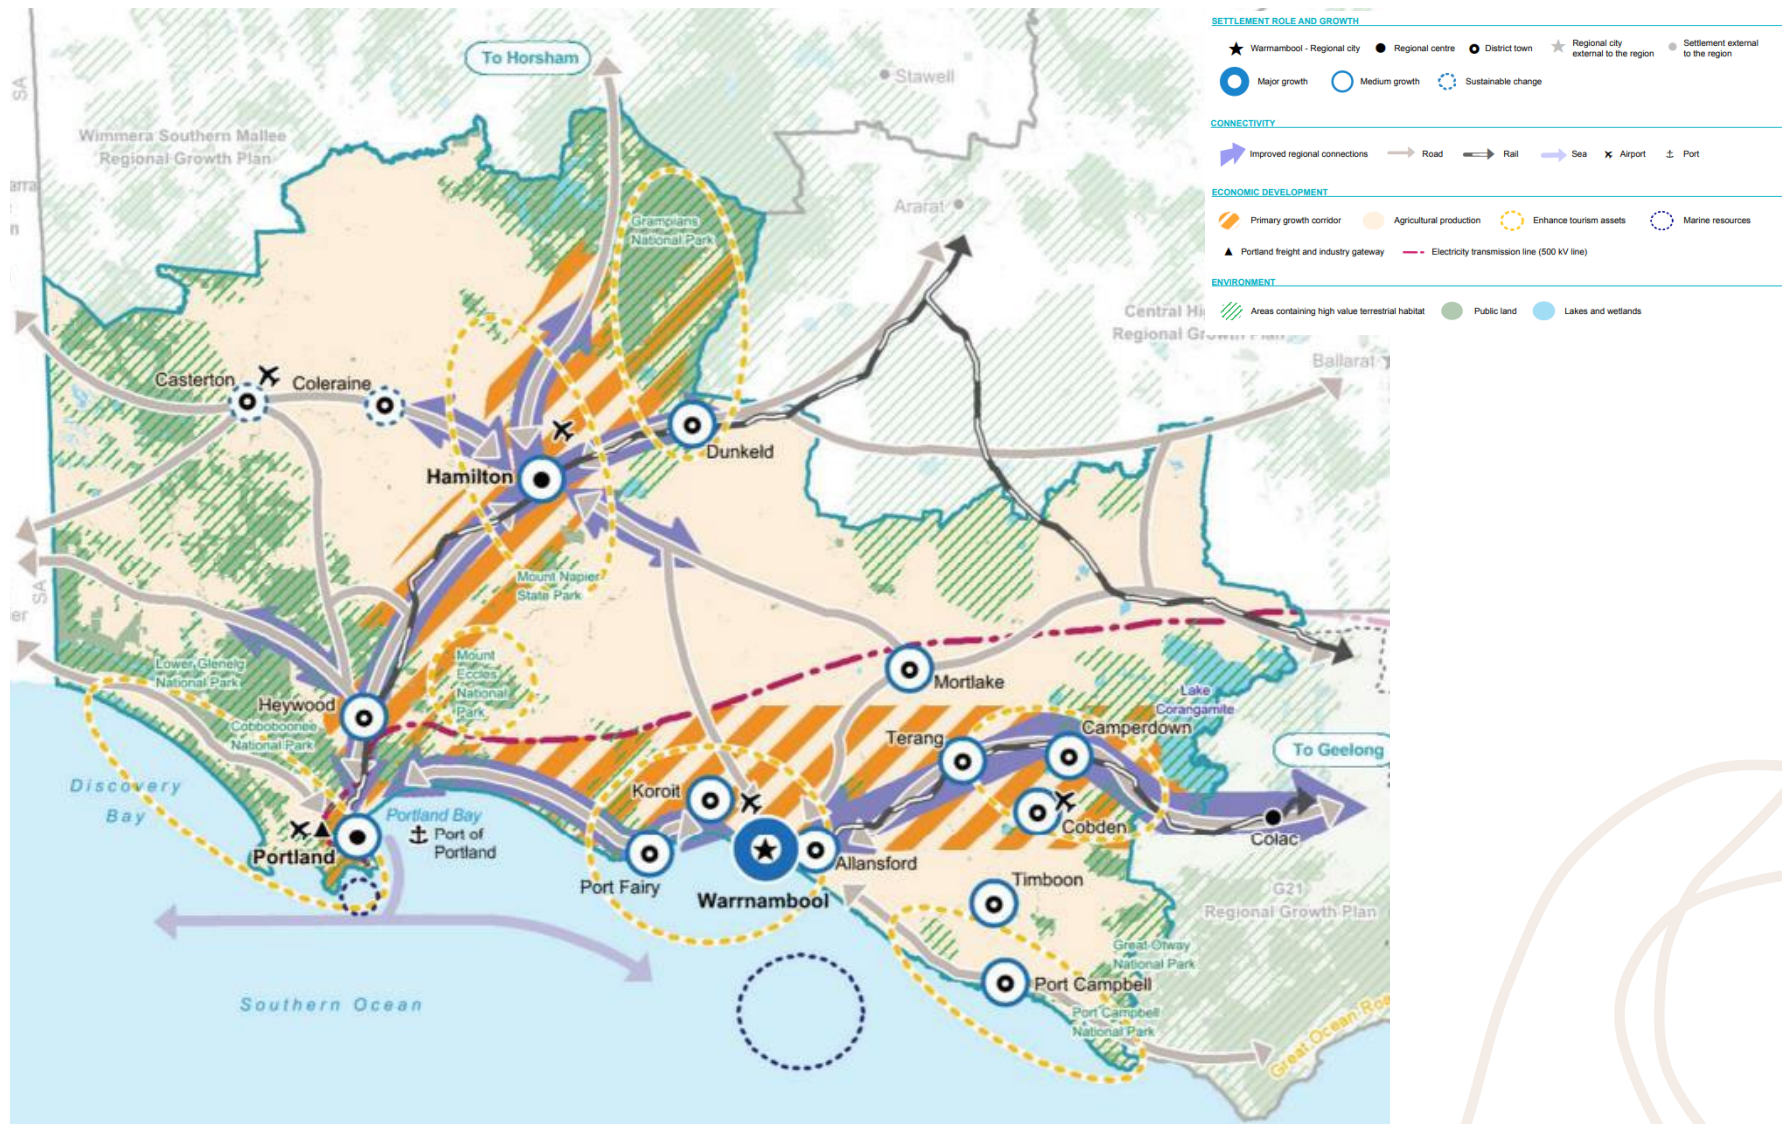 SETTLEMENT ROLE AND GROWTH
Warrnambool - Regional city
Regional centre
District town
Regional city
external to the region
Settlement external
to the region
Major growth
Medium growth
Sustainable change
CONNECTIVITY
Improved regional connections
Road
Rail
Sea
Airport
Port
ECONOMIC DEVELOPMENT
Primary growth corridor
Agricultural production
Enhance tourism assets
Marine resources
Portland freight and industry gateway
Electricity transmission line (500 kV line)
ENVIRONMENT
Areas containing high value terrestrial habitat
Public land
Lakes and wetlands
To Horsham
Stawell
SA
Wimmera Southern Mallee
Regional Growth Plan
arra
n
Ararat
Grampians
National Park
Central Hi
Regional Growth Plan
Ballarat
Casterton
Coleraine
Dunkeld
Hamilton
Mount Napier
State Park
SA
er
Lower Glenelg
National Park
Mount
Eccles
National
Park
Mortlake
Lake
Corangamite
Heywood
Cobboboonee
National Park
Camperdown
Terang
To Geelong
Discovery
Bay
Koroit
Portland Bay
Port of
Portland
Cobden
Colac
Portland
Allansford
Port Fairy
Warrnambool
Timboon
G21
Regional Growth Plan
Great Otway
National Park
Port Campbell
Southern Ocean
Port Campbell
National Park
Great Ocean Roa